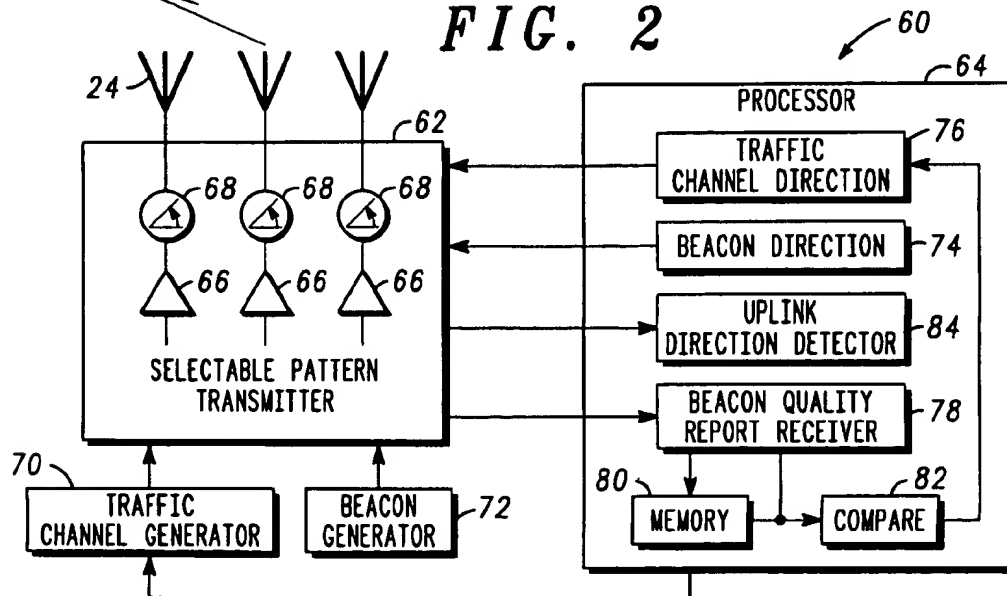 FIG. 2
60
24
62
64
PROCESSOR
68 68 68
TRAFFIC
CHANNEL DIRECTION
76
BEACON DIRECTION
74
66 66 66
UPLINK
DIRECTION DETECTOR
84
SELECTABLE PATTERN
TRANSMITTER
BEACON QUALITY
REPORT RECEIVER
78
70
TRAFFIC
CHANNEL GENERATOR
BEACON
GENERATOR
72
80
MEMORY
82
COMPARE